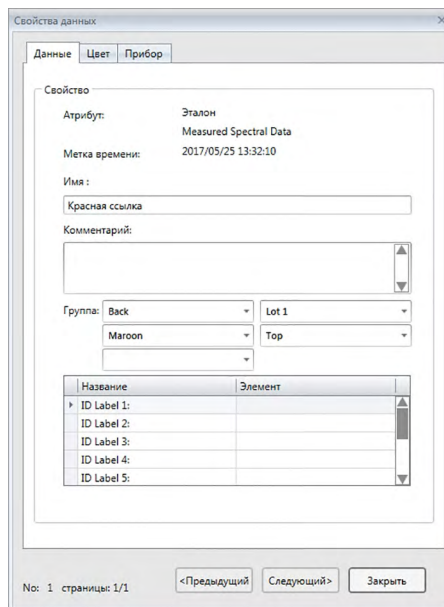 Свойства данных
Данные Цвет Прибор
Свойство
Атрибут: Эталон
Measured Spectral Data
Метка времени: 2017/05/25 13:32:10
Имя :
Красная ссылка
Комментарий:
Группа: Back Lot 1
Maroon Top
Название Элемент
ID Label 1:
ID Label 2:
ID Label 3:
ID Label 4:
ID Label 5:
<Предыдущий Следующий> Закрыть
No: 1 страницы: 1/1